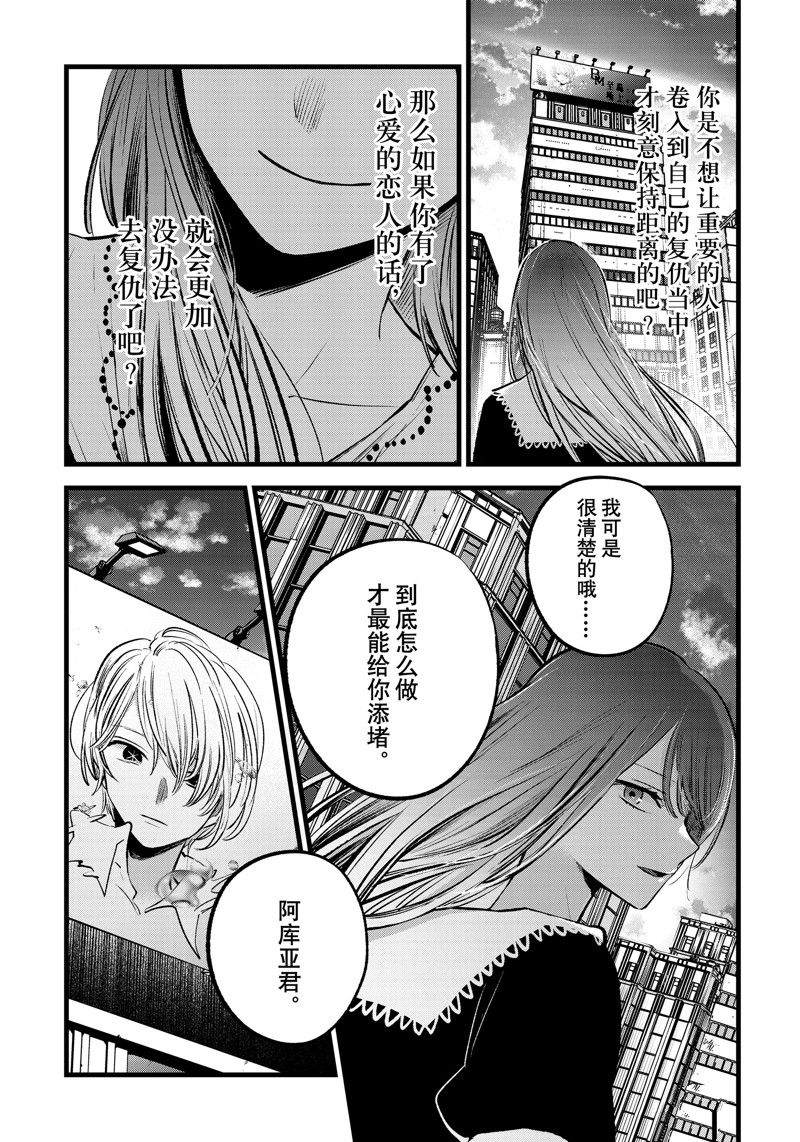 你是不想让重要的人
卷入到自己的复仇当中
才刻意保持距离的吧？
那么如果你有了
心爱的恋人的话，
就会更加
没办法
去复仇了吧？
我可是
很清楚的哦……
到底怎么做
才最能给你添堵。
阿库亚君。